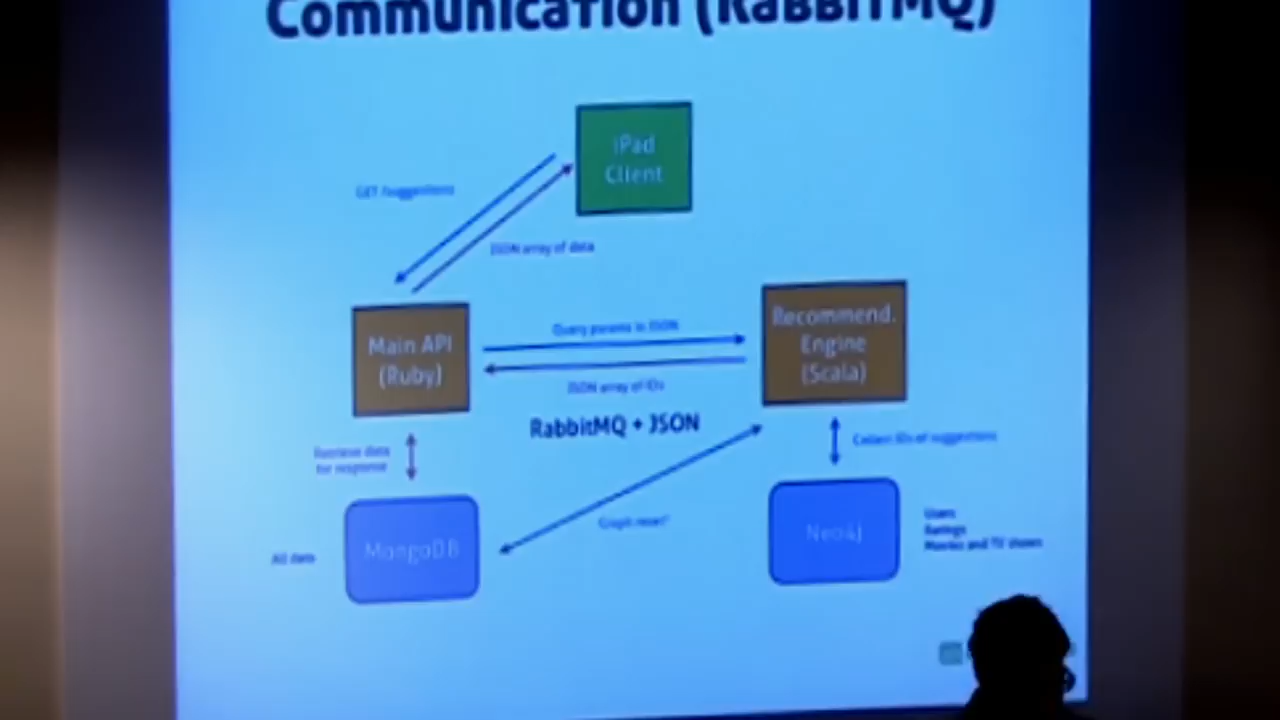 Communication (RabbitMQ)
iPad
Client
GET /suggestions
JSON array of data
Main API
(Ruby)
Query params in JSON
JSON array of IDs
RabbitMQ + JSON
Recommend.
Engine
(Scala)
Retrieve data
for response
Collect IDs of suggestions
MongoDB
All data
Graph reset
Neo4J
Users
Ratings
Movies and TV shows